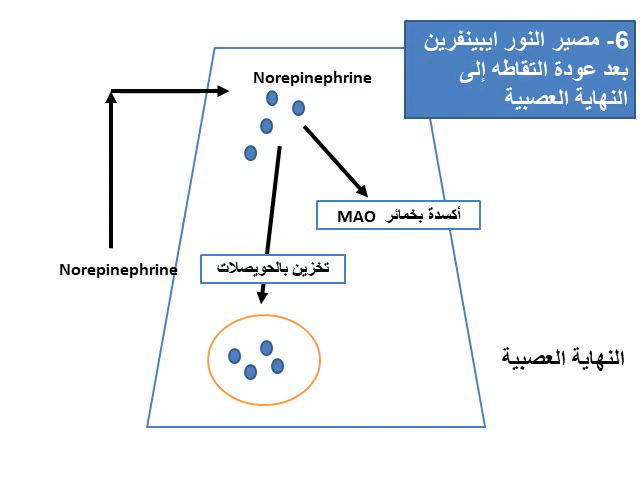 6- مصير النور ايبينفرين
بعد عودة التقاطه إلى
النهاية العصبية
Norepinephrine
أكسدة بخمائر MAO
Norepinephrine
تخزين بالحويصلات
النهاية العصبية